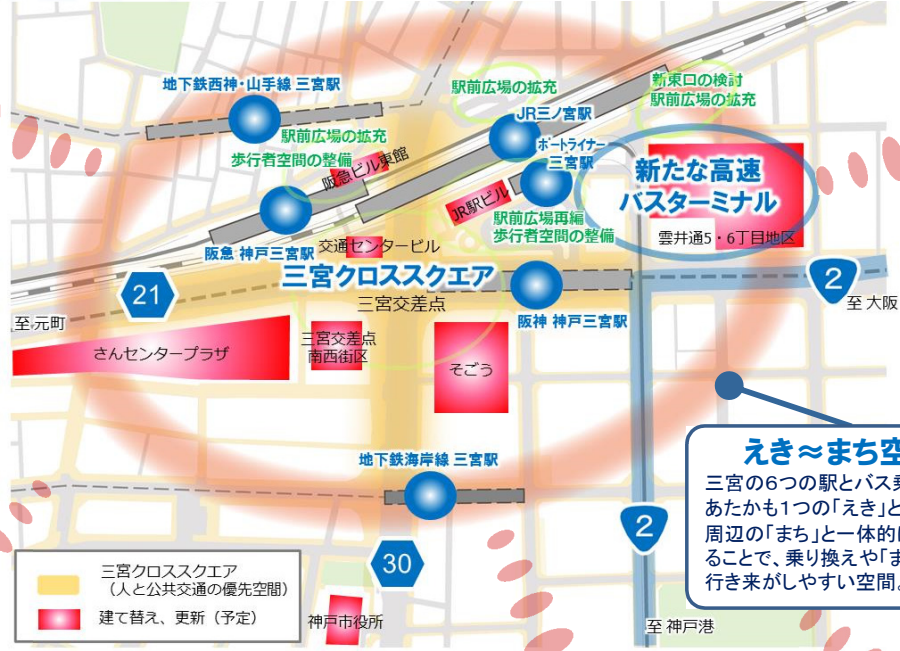 地下鉄西神・山手線 三宮駅
駅前広場の拡充
新東口の検討
駅前広場の拡充
JR三ノ宮駅
駅前広場の拡充
歩行者空間の整備
ポートライナー
三宮駅
阪急ビル東館
新たな高速
バスターミナル
JR駅ビル
駅前広場再編
歩行者空間の整備
雲井通5・6丁目地区
阪急 神戸三宮駅
交通センタービル
三宮クロススクエア
三宮交差点
2
21
至 大阪
至 元町
阪神 神戸三宮駅
さんセンタープラザ
三宮交差点
南西街区
そごう
えき≈まち空
三宮の6つの駅とバス乗
あたかも1つの「えき」と
周辺の「まち」と一体的に
ることで、乗り換えや「ま
行き来がしやすい空間。
地下鉄海岸線 三宮駅
2
30
三宮クロススクエア
（人と公共交通の優先空間）
建て替え、更新（予定）
神戸市役所
至 神戸港